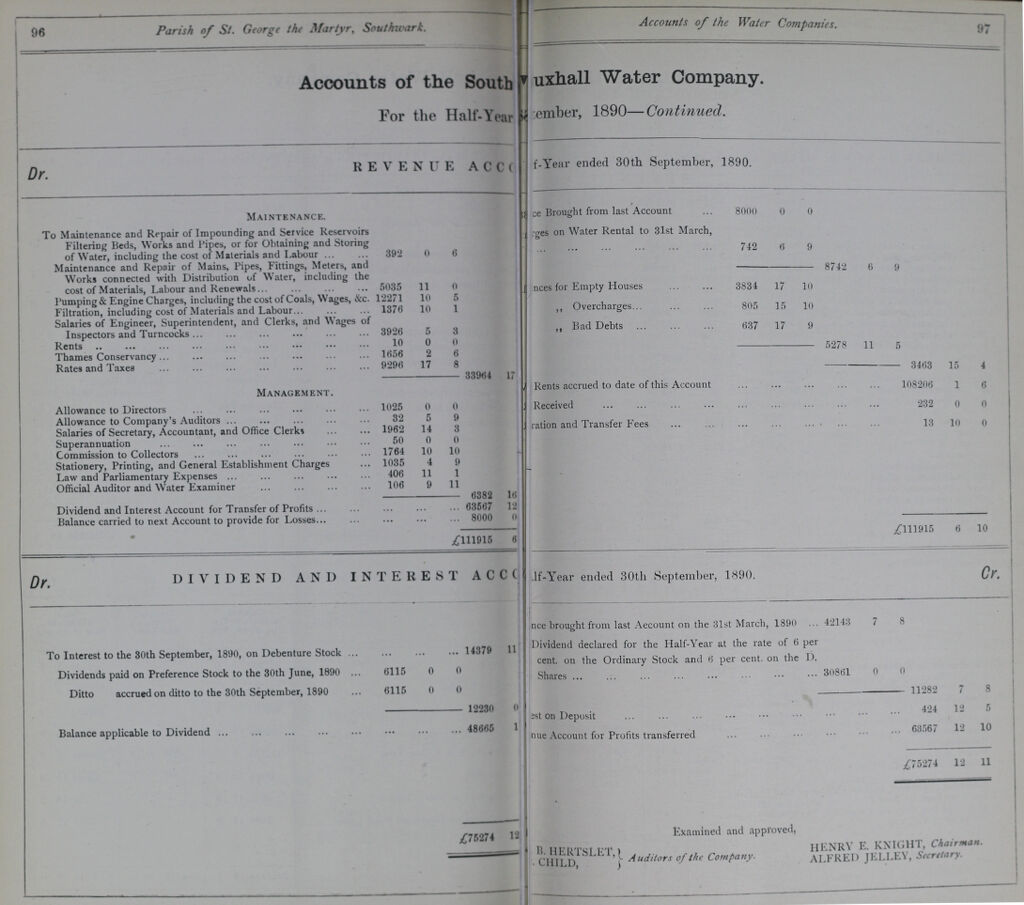 96 Parish of St. George the Martyr, Southwark.
Accounts of the South
For the Half-Year
Dr. REVENUE ACC
MAINTENANCE.
To Maintenance and Repair of Impounding and Service Reservoirs
Filtering Beds, Works and Pipes, or for Obtaining and Storing
of Water, including the cost of Materials and Labour ... ... 392 0 6
Maintenance and Repair of Mains, Pipes, Fittings, Meters, and
Works connected with Distribution of Water, including the
cost of Materials, Labour and Renewals... ... ... ... 5035 11 0
Pumping & Engine Charges, including the cost of Coals, Wages, &c. 12271 10 5
Filtration, including cost of Materials and Labour... ... ... 1376 10 1
Salaries of Engineer, Superintendent, and Clerks, and Wages of
Inspectors and Turncocks ... ... ... ... ... ... 3926 5 3
Rents .. ... ... ... ... ... ... ... ... 10 0 0
Thames Conservancy ... ... ... ... ... ... ... 1656 2 6
Rates and Taxes ... ... ... ... ... ... ... 9296 17 8
33964 17
MANAGEMENT.
Allowance to Directors ... ... ... ... ... ... 1025 0 0
Allowance to Company's Auditors ... ... ... ... ... 32 5 9
Salaries of Secretary, Accountant, and Office Clerks ... ... 1962 14 3
Superannuation ... ... ... ... ... ... ... 50 0 0
Commission to Collectors ... ... ... ... ... ... 1764 10 10
Stationery, Printing, and General Establishment Charges ... 1035 4 9
Law and Parliamentary Expenses ... ... ... ... ... 406 11 1
Official Auditor and Water Examiner ... ... ... ... 106 9 11
6382 16
Dividend and Interest Account for Transfer of Profits ... ... ... ... ... 63567 12
Balance carried to next Account to provide for Losses... ... ... ... ... 8000 0
£111915 6
Dr. DIVIDEND AND INTEREST ACC
To Interest to the 30th September, 1890, on Debenture Stock ... ... ... ... ... 14379 11
Dividends paid on Preference Stock to the 30th June, 1890 ... 6115 0 0
Ditto accrued on ditto to the 30th September, 1890 ... 6115 0 0
12230 0
Balance applicable to Dividend ... ... ... ... ... ... ... ... 48665 1
£75274 12
Accounts of the Water Companies. 97
uxhall Water Company.
ember, 1890—Continued.
f-Year ended 30th September, 1890.
ce Brought from last Account ... 8000 0 0
rges on Water Rental to 31st March,
... ... ... ... ... ... 742 6 9
8742 6 9
nces for Empty Houses ... ... 3834 17 10
„ Overcharges... ... ... 805 15 10
„ Bad Debts ... ... ... 637 17 9
5278 11 5
3463 15 4
Rents accrued to date of this Account ... ... ... ... ... 108206 1 6
Received ... ... ... ... ... ... ... ... ... 232 0 0
ration and Transfer Fees ... ... ... ... ... ... ... 13 10 0
£111915 6 10
lf-Year ended 30th September, 1890. Cr.
nce brought from last Account on the 31st March, 1890 ... 42143 7 8
Dividend declared for the Half-Year at the rate of 6 per
cent. on the Ordinary Stock and 6 per cent. on the D.
Shares ... ... ... ... ... ... ... ... 30861 0 0
11282 7 8
est on Deposit ... ... ... ... ... ... ... ... 424 12 5
nue Account for Profits transferred ... ... ... ... ... 63567 12 10
£75274 12 11
Examined and approved,
B. HERTSLET, } Auditors of the Company. HENRY E. KNIGHT, Chairman.
CHILD, } ALFRED JELLEY, Secretary.